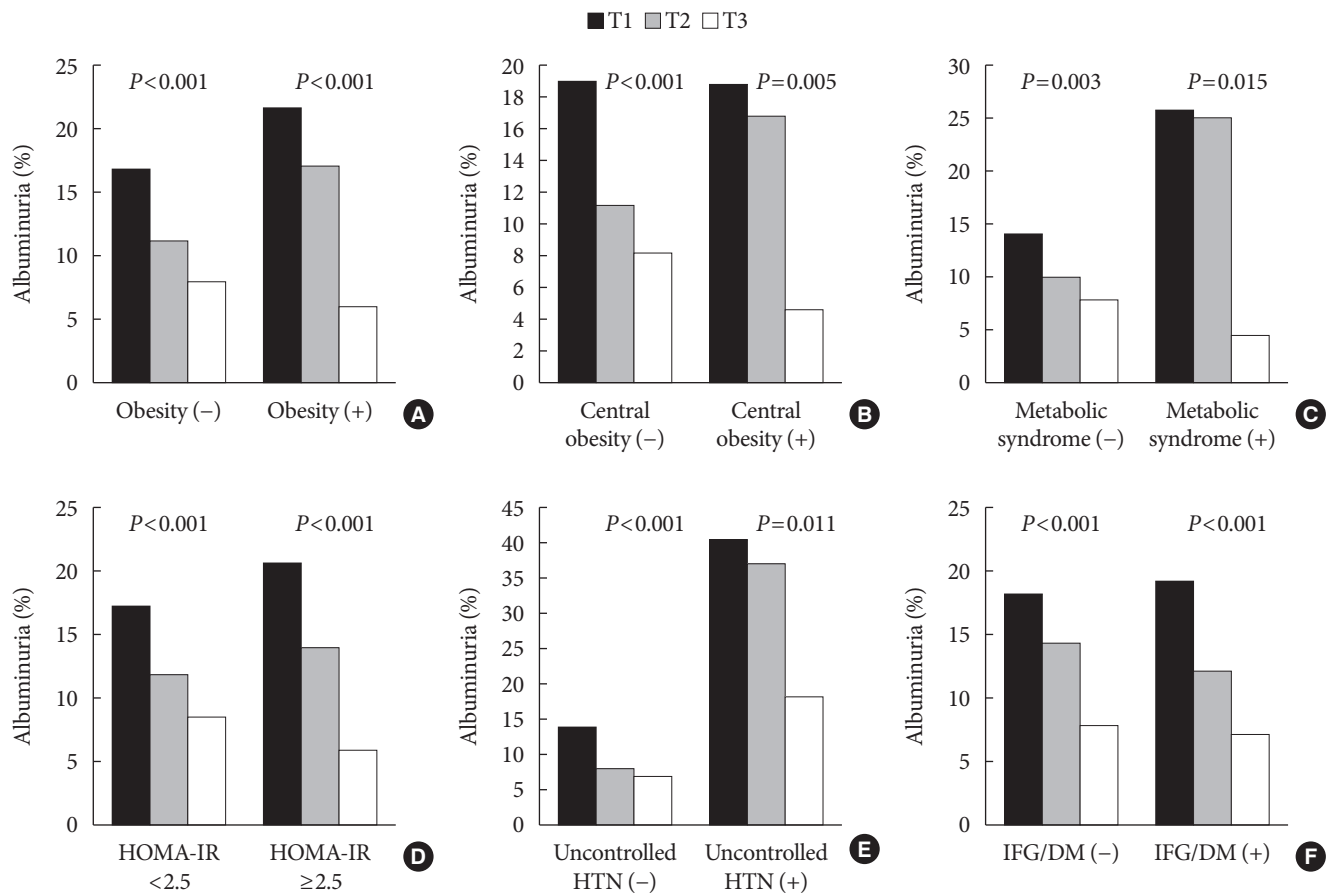 T1 T2 T3
25
20
15
10
5
0
Albuminuria (%)
P<0.001 P<0.001
Obesity (−) Obesity (+)
A
20
18
16
14
12
10
8
6
4
2
0
Albuminuria (%)
P<0.001 P=0.005
Central Central
obesity (−) obesity (+)
B
30
25
20
15
10
5
0
Albuminuria (%)
P=0.003 P=0.015
Metabolic Metabolic
syndrome (−) syndrome (+)
C
25
20
15
10
5
0
Albuminuria (%)
P<0.001 P<0.001
HOMA-IR HOMA-IR
<2.5 ≥2.5
D
45
40
35
30
25
20
15
10
5
0
Albuminuria (%)
P<0.001 P=0.011
Uncontrolled Uncontrolled
HTN (−) HTN (+)
E
25
20
15
10
5
0
Albuminuria (%)
P<0.001 P<0.001
IFG/DM (−) IFG/DM (+)
F